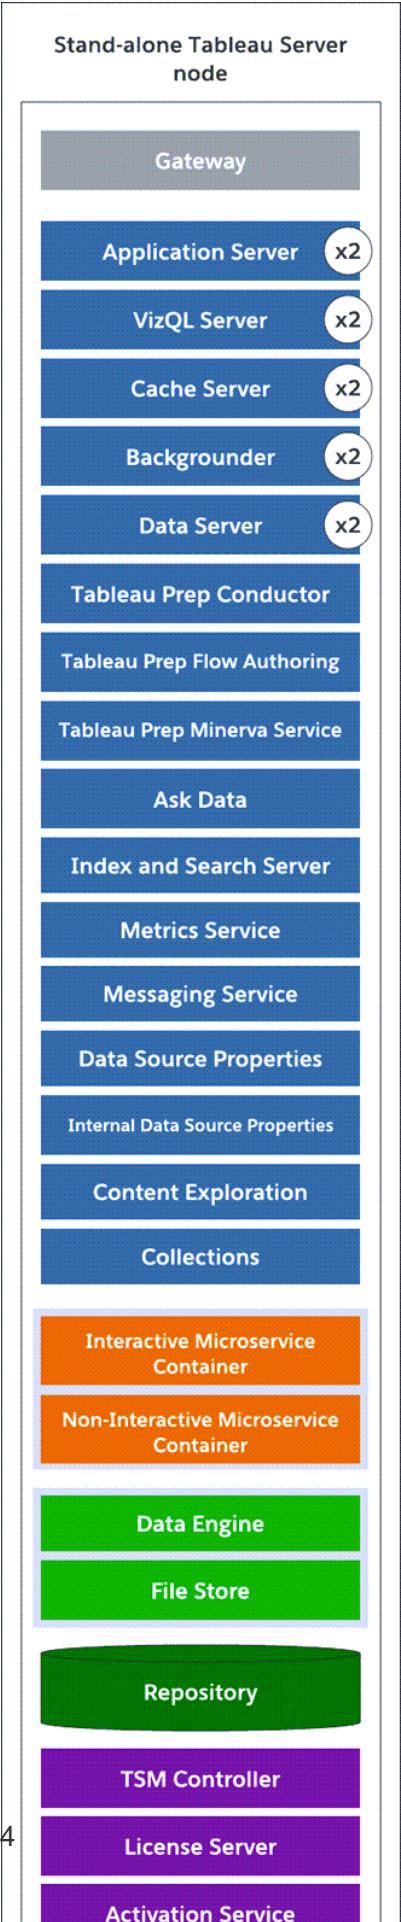 Stand-alone Tableau Server
node
Gateway
Application Server x2
VizQL Server x2
Cache Server x2
Backgrounder x2
Data Server x2
Tableau Prep Conductor
Tableau Prep Flow Authoring
Tableau Prep Minerva Service
Ask Data
Index and Search Server
Metrics Service
Messaging Service
Data Source Properties
Internal Data Source Properties
Content Exploration
Collections
Interactive Microservice
Container
Non-Interactive Microservice
Container
Data Engine
File Store
Repository
TSM Controller
4
License Server
Activation Service